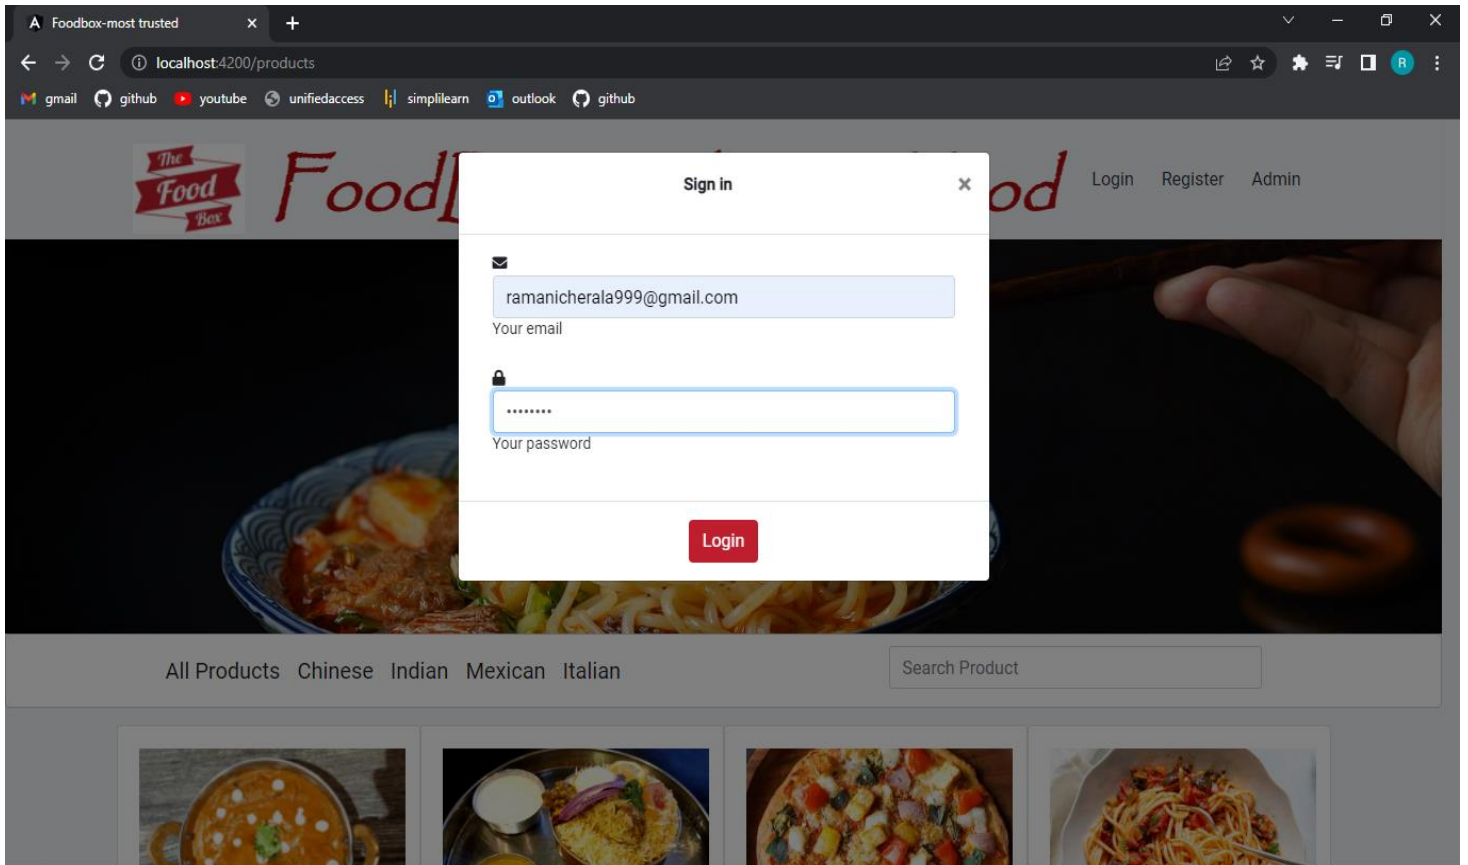 Foodbox-most trusted
localhost:4200/products
gmail github youtube unifiedaccess simplilearn outlook github
The
Food
Box
Food od
Login Register Admin
Sign in
ramanicherala999@gmail.com
Your email
••••••••
Your password
Login
All Products Chinese Indian Mexican Italian
Search Product